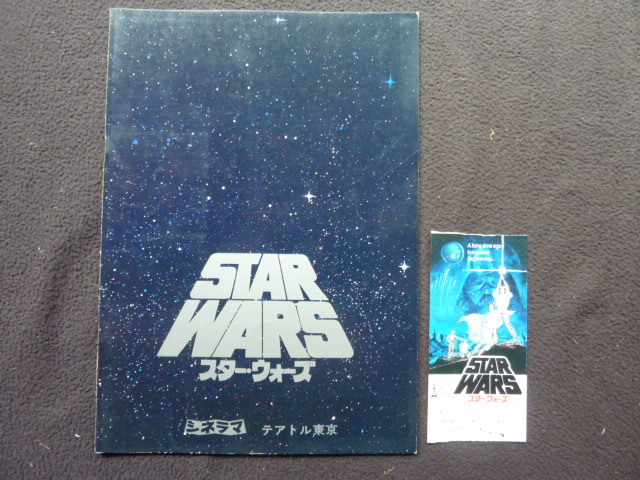 STAR
WARS
スター・ウォーズ
シネラマ テアトル東京
A long time ago
STAR
WARS
スター・ウォーズ